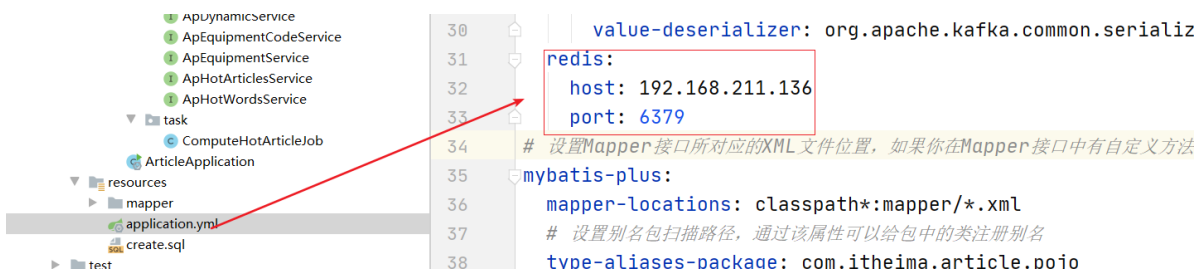 ApDynamicService
ApEquipmentCodeService
ApEquipmentService
ApHotArticlesService
ApHotWordsService
task
ComputeHotArticleJob
ArticleApplication
resources
mapper
application.yml
create.sql
test
30 value-deserializer: org.apache.kafka.common.serializ
31 redis:
32 host: 192.168.211.136
33 port: 6379
34 # 设置Mapper接口所对应的XML文件位置，如果你在Mapper接口中有自定义方法
35 mybatis-plus:
36 mapper-locations: classpath*:mapper/*.xml
37 # 设置别名包扫描路径，通过该属性可以给包中的类注册别名
38 type-aliases-package: com.itheima.article.pojo